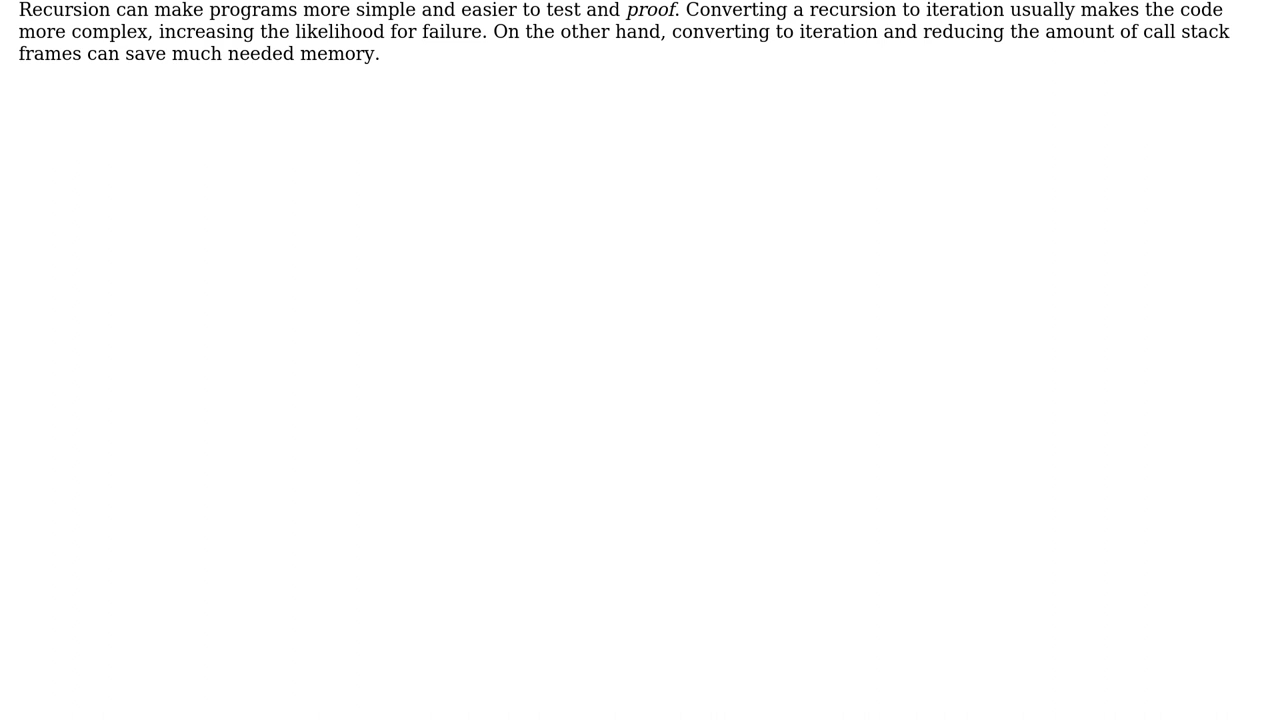 Recursion can make programs more simple and easier to test and proof. Converting a recursion to iteration usually makes the code
more complex, increasing the likelihood for failure. On the other hand, converting to iteration and reducing the amount of call stack
frames can save much needed memory.